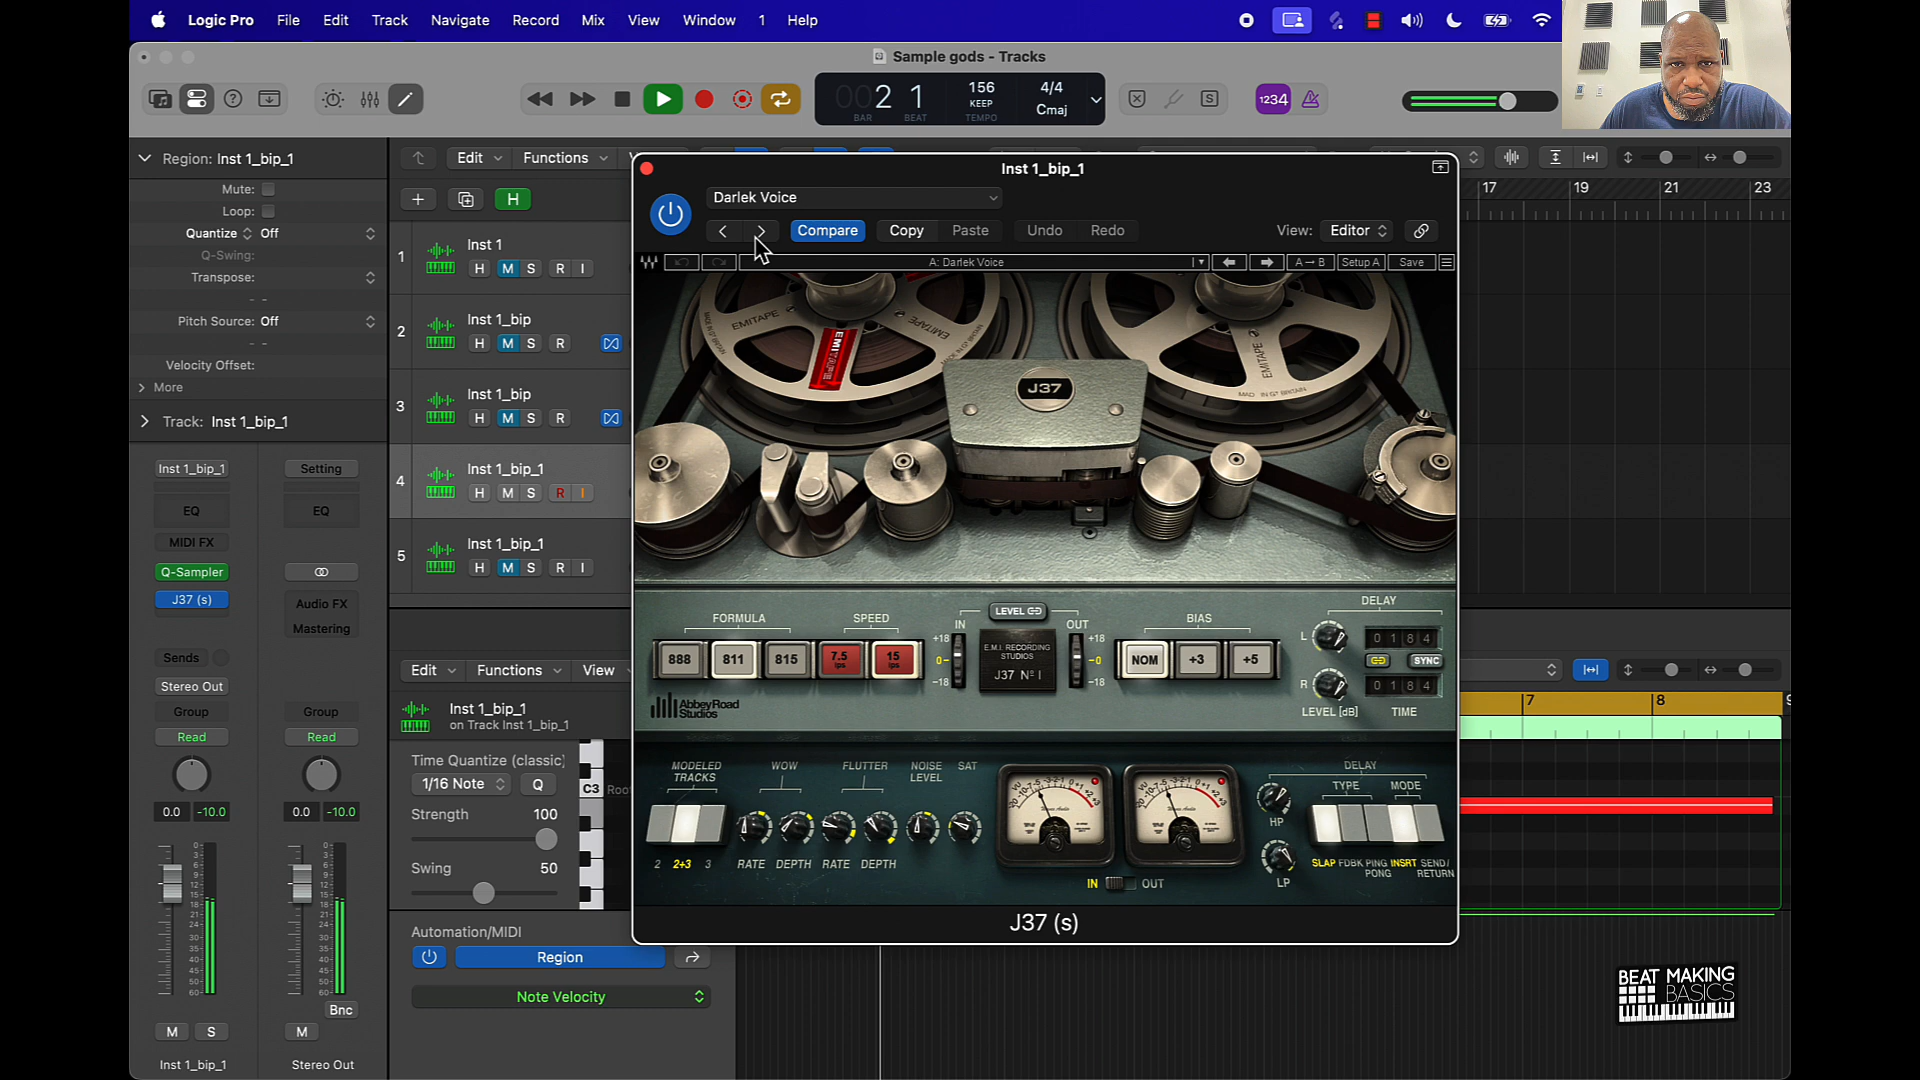 Logic Pro File Edit Track Navigate Record Mix View Window 1 Help
Sample gods - Tracks
002 1
BAR BEAT
156
KEEP
TEMPO
4/4
Cmaj
1234
S
Region: Inst 1_bip_1
Mute:
Loop:
Quantize Off
Q-Swing:
Transpose:
Pitch Source: Off
Velocity Offset:
More
Track: Inst 1_bip_1
Inst 1_bip_1 Setting
EQ EQ
MIDI FX
Q-Sampler
J37 (s) Audio FX
Mastering
Sends
Stereo Out
Group Group
Read Read
0.0 -10.0 0.0 -10.0
Bnc
M S M
Inst 1_bip_1 Stereo Out
Edit Functions
H
1 Inst 1
H M S R I
2 Inst 1_bip
H M S R
3 Inst 1_bip
H M S R
4 Inst 1_bip_1
H M S R I
5 Inst 1_bip_1
H M S R I
17 19 21 23
Edit Functions View
Inst 1_bip_1
on Track Inst 1_bip_1
Time Quantize (classic)
1/16 Note Q
Strength 100
Swing 50
C3
7 8
Automation/MIDI
Region
Note Velocity
Inst 1_bip_1
Darlek Voice
Compare Copy Paste Undo Redo View: Editor
A: Darlek Voice A→B Setup A Save
EMITAPE
EMITAPE
EMITAPE
J37
FORMULA SPEED
LEVEL
IN OUT
BIAS
DELAY
888 811 815 7.5 ips 15 ips
+18 0 -18
E.M.I. RECORDING
STUDIOS
J37 Nº 1
+18 0 -18
NOM +3 +5
L 0184
SYNC
R 0184
LEVEL [dB] TIME
AbbeyRoad
Studios
MODELED
TRACKS
WOW FLUTTER NOISE
LEVEL
SAT
DELAY
TYPE MODE
HP
LP
2 2+3 3
RATE DEPTH RATE DEPTH
IN OUT
SLAP FDBK PING
PONG
INSRT SEND/
RETURN
J37 (s)
BEAT MAKING
BASICS